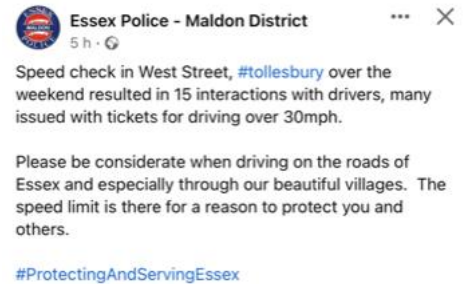 Essex Police - Maldon District
5 h ·
Speed check in West Street, #tollesbury over the
weekend resulted in 15 interactions with drivers, many
issued with tickets for driving over 30mph.
Please be considerate when driving on the roads of
Essex and especially through our beautiful villages.  The
speed limit is there for a reason to protect you and
others.
#ProtectingAndServingEssex